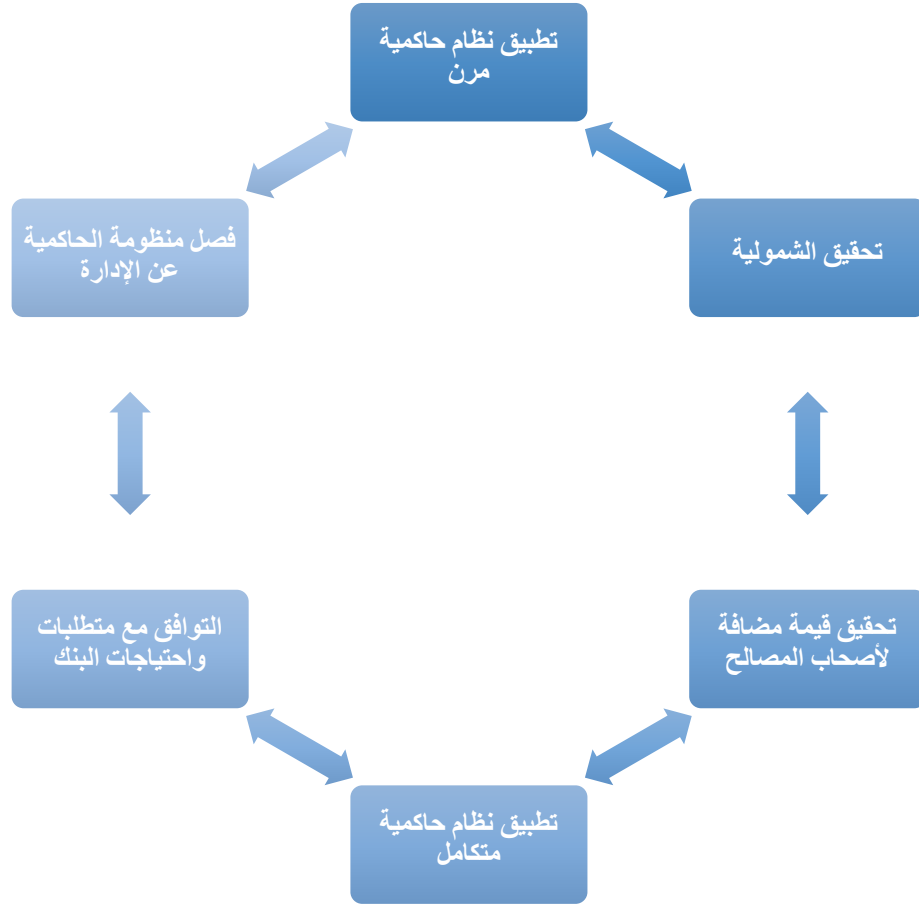 تطبيق نظام حاكمية
مرن
تحقيق الشمولية
فصل منظومة الحاكمية
عن الإدارة
تحقيق قيمة مضافة
لأصحاب المصالح
التوافق مع متطلبات
واحتياجات البنك
تطبيق نظام حاكمية
متكامل